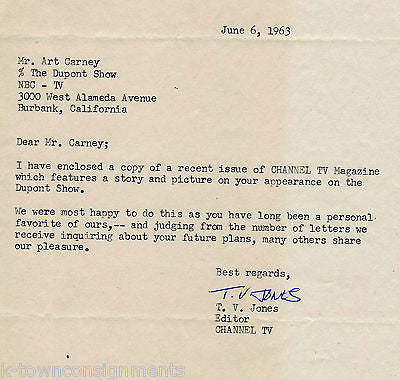 June 6, 1963
Mr. Art Carney
% The Dupont Show
NBC - TV
3000 West Alameda Avenue
Burbank, California
Dear Mr. Carney;
I have enclosed a copy of a recent issue of CHANNEL TV Magazine
which features a story and picture on your appearance on the
Dupont Show.
We were most happy to do this as you have long been a personal
favorite of ours,-- and judging from the number of letters we
receive inquiring about your future plans, many others share
our pleasure.
Best regards,
T.V JONES
T. V. Jones
Editor
CHANNEL TV
k-townconsignments